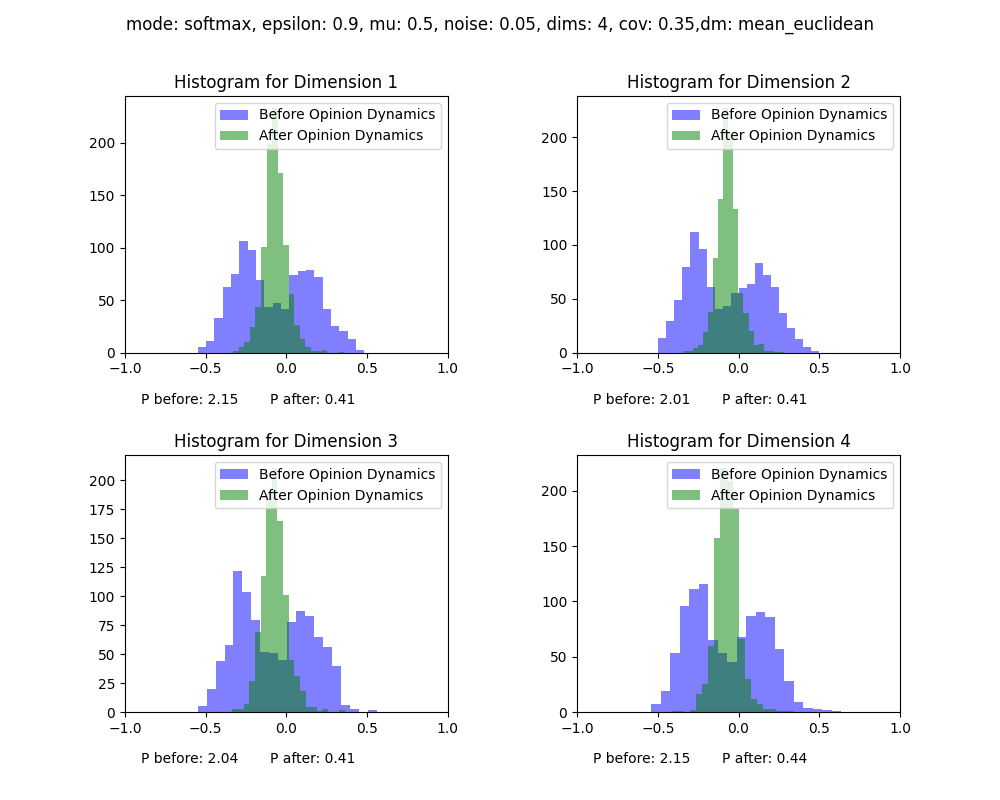 mode: softmax, epsilon: 0.9, mu: 0.5, noise: 0.05, dims: 4, cov: 0.35,dm: mean_euclidean
Histogram for Dimension 1
Before Opinion Dynamics
After Opinion Dynamics
200
150
100
50
0
−1.0 −0.5 0.0 0.5 1.0
P before: 2.15 P after: 0.41
Histogram for Dimension 2
Before Opinion Dynamics
After Opinion Dynamics
200
150
100
50
0
−1.0 −0.5 0.0 0.5 1.0
P before: 2.01 P after: 0.41
Histogram for Dimension 3
Before Opinion Dynamics
After Opinion Dynamics
200
175
150
125
100
75
50
25
0
−1.0 −0.5 0.0 0.5 1.0
P before: 2.04 P after: 0.41
Histogram for Dimension 4
Before Opinion Dynamics
After Opinion Dynamics
200
150
100
50
0
−1.0 −0.5 0.0 0.5 1.0
P before: 2.15 P after: 0.44